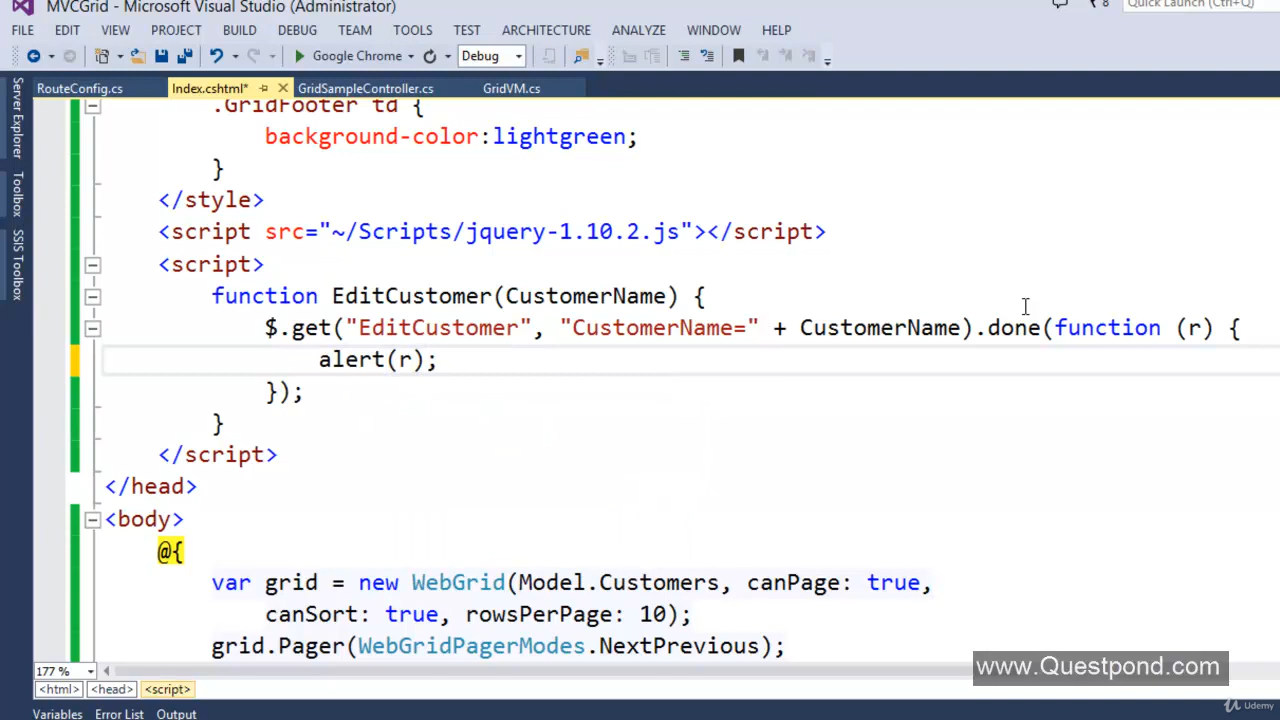 MVCGrid - Microsoft Visual Studio (Administrator)
8
Quick Launch (Ctrl+Q)
FILE EDIT VIEW PROJECT BUILD DEBUG TEAM TOOLS TEST ARCHITECTURE ANALYZE WINDOW HELP
Google Chrome Debug
RouteConfig.cs Index.cshtml* GridSampleController.cs GridVM.cs
Server Explorer
Toolbox
SSIS Toolbox
.GridFooter td {
background-color:lightgreen;
}
</style>
<script src="~/Scripts/jquery-1.10.2.js"></script>
<script>
function EditCustomer(CustomerName) {
$.get("EditCustomer", "CustomerName=" + CustomerName).done(function (r) {
alert(r);
});
}
</script>
</head>
<body>
@{
var grid = new WebGrid(Model.Customers, canPage: true,
canSort: true, rowsPerPage: 10);
grid.Pager(WebGridPagerModes.NextPrevious);
www.Questpond.com
177 %
<html> <head> <script>
Udemy
Variables Error List Output